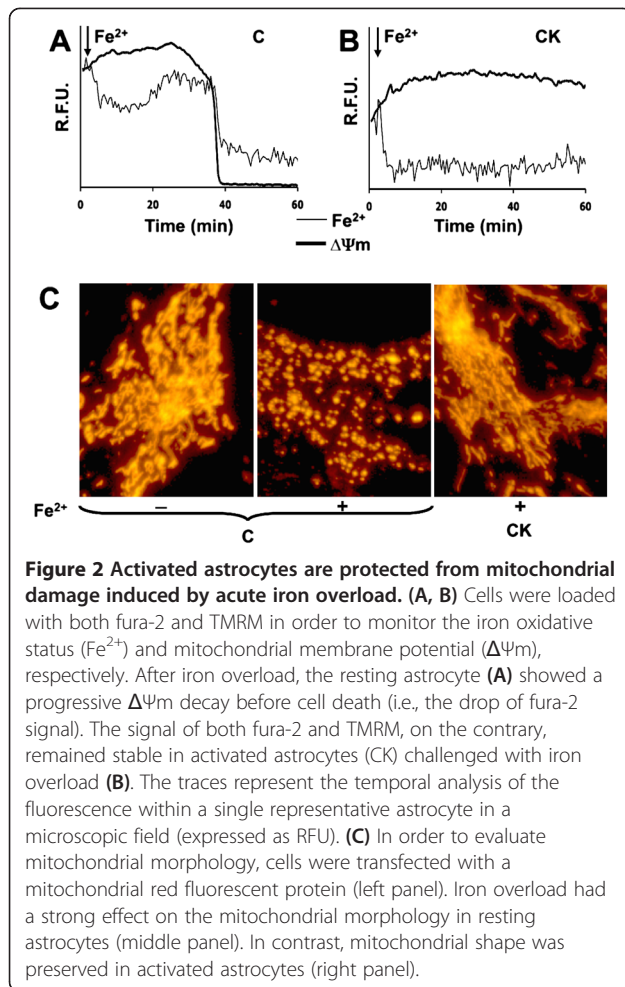 A Fe²⁺ C
R.F.U.
0 20 40 60
Time (min)
B Fe²⁺ CK
R.F.U.
0 20 40 60
Time (min)
Fe²⁺
ΔΨm
C
Fe²⁺ – + +
C CK
Figure 2 Activated astrocytes are protected from mitochondrial
damage induced by acute iron overload. (A, B) Cells were loaded
with both fura-2 and TMRM in order to monitor the iron oxidative
status (Fe²⁺) and mitochondrial membrane potential (ΔΨm),
respectively. After iron overload, the resting astrocyte (A) showed a
progressive ΔΨm decay before cell death (i.e., the drop of fura-2
signal). The signal of both fura-2 and TMRM, on the contrary,
remained stable in activated astrocytes (CK) challenged with iron
overload (B). The traces represent the temporal analysis of the
fluorescence within a single representative astrocyte in a
microscopic field (expressed as RFU). (C) In order to evaluate
mitochondrial morphology, cells were transfected with a
mitochondrial red fluorescent protein (left panel). Iron overload had
a strong effect on the mitochondrial morphology in resting
astrocytes (middle panel). In contrast, mitochondrial shape was
preserved in activated astrocytes (right panel).